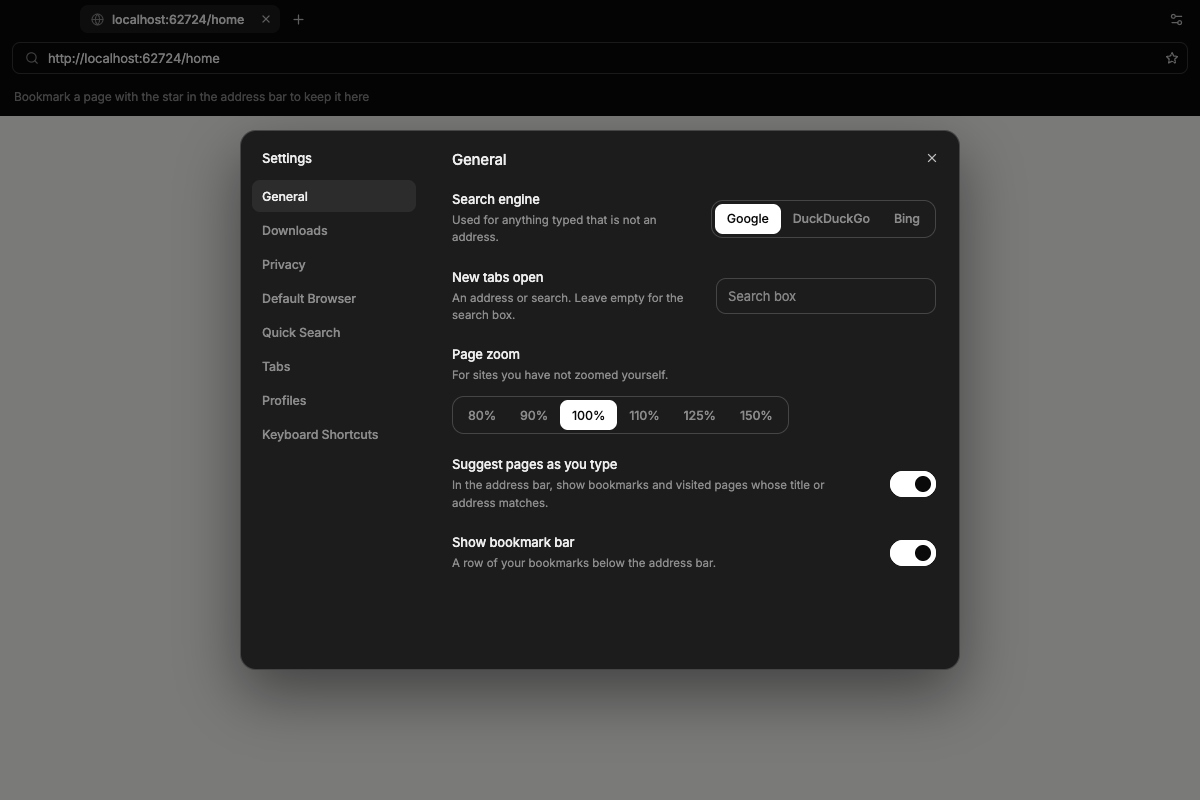 localhost:62724/home
http://localhost:62724/home
Bookmark a page with the star in the address bar to keep it here
Settings
General
Downloads
Privacy
Default Browser
Quick Search
Tabs
Profiles
Keyboard Shortcuts
General
Search engine
Used for anything typed that is not an
address.
Google DuckDuckGo Bing
New tabs open
An address or search. Leave empty for the
search box.
Search box
Page zoom
For sites you have not zoomed yourself.
80% 90% 100% 110% 125% 150%
Suggest pages as you type
In the address bar, show bookmarks and visited pages whose title or
address matches.
Show bookmark bar
A row of your bookmarks below the address bar.